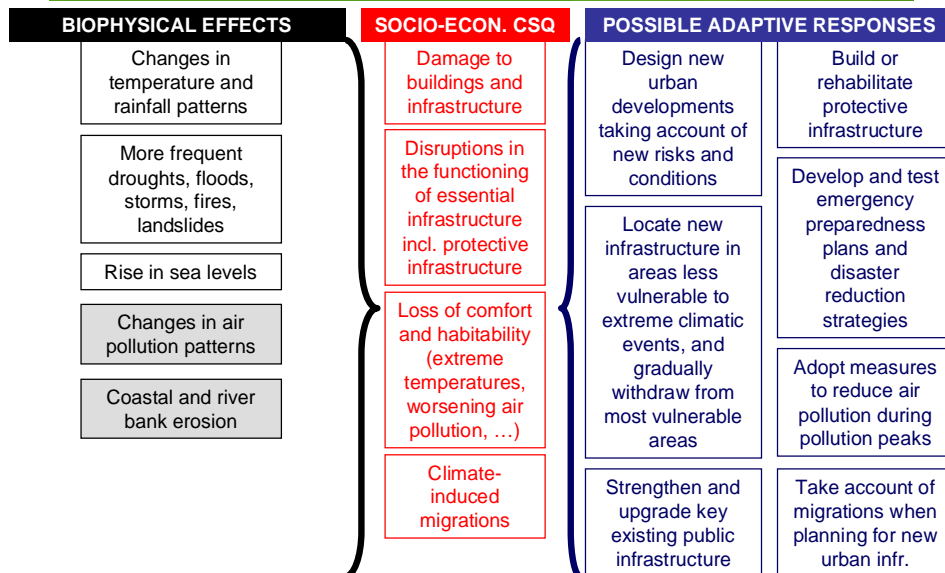 BIOPHYSICAL EFFECTS
Changes in
temperature and
rainfall patterns
More frequent
droughts, floods,
storms, fires,
landslides
Rise in sea levels
Changes in air
pollution patterns
Coastal and river
bank erosion
SOCIO-ECON. CSQ
Damage to
buildings and
infrastructure
Disruptions in
the functioning
of essential
infrastructure
incl. protective
infrastructure
Loss of comfort
and habitability
(extreme
temperatures,
worsening air
pollution, …)
Climate-
induced
migrations
POSSIBLE ADAPTIVE RESPONSES
Design new
urban
developments
taking account of
new risks and
conditions
Locate new
infrastructure in
areas less
vulnerable to
extreme climatic
events, and
gradually
withdraw from
most vulnerable
areas
Strengthen and
upgrade key
existing public
infrastructure
Build or
rehabilitate
protective
infrastructure
Develop and test
emergency
preparedness
plans and
disaster
reduction
strategies
Adopt measures
to reduce air
pollution during
pollution peaks
Take account of
migrations when
planning for new
urban infr.